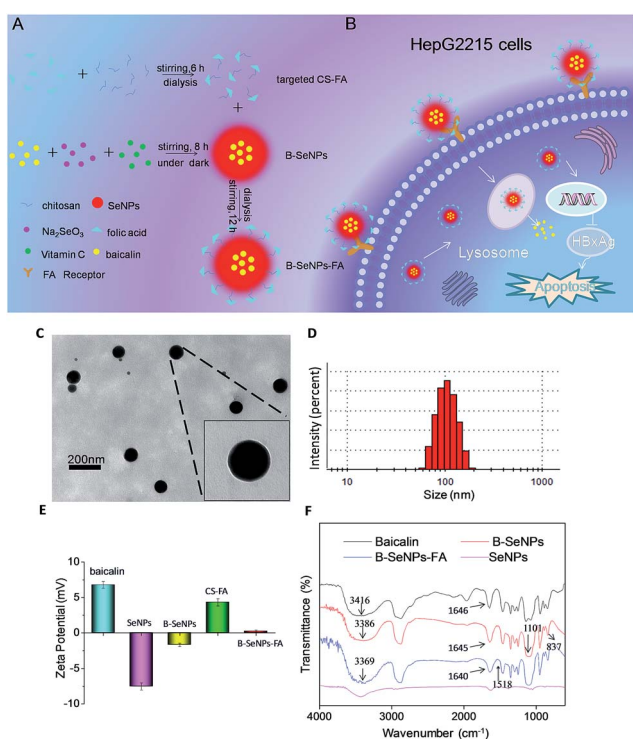 A
stirring,6 h
dialysis
targeted CS-FA
stirring, 8 h
under dark
B-SeNPs
dialysis
stirring,12 h
B-SeNPs-FA
chitosan
SeNPs
Na₂SeO₃
folic acid
Vitamin C
baicalin
FA Receptor
B
HepG2215 cells
Lysosome
HBxAg
Apoptosis
C
200nm
D
Intensity (percent)
10
100
1000
Size (nm)
E
Zeta Potential (mV)
10
5
0
-5
-10
baicalin
SeNPs
B-SeNPs
CS-FA
B-SeNPs-FA
F
Baicalin
B-SeNPs
B-SeNPs-FA
SeNPs
Transmittance (%)
3416
1646
3386
1645
1101
837
3369
1640
1518
4000
3000
2000
1000
Wavenumber (cm⁻¹)